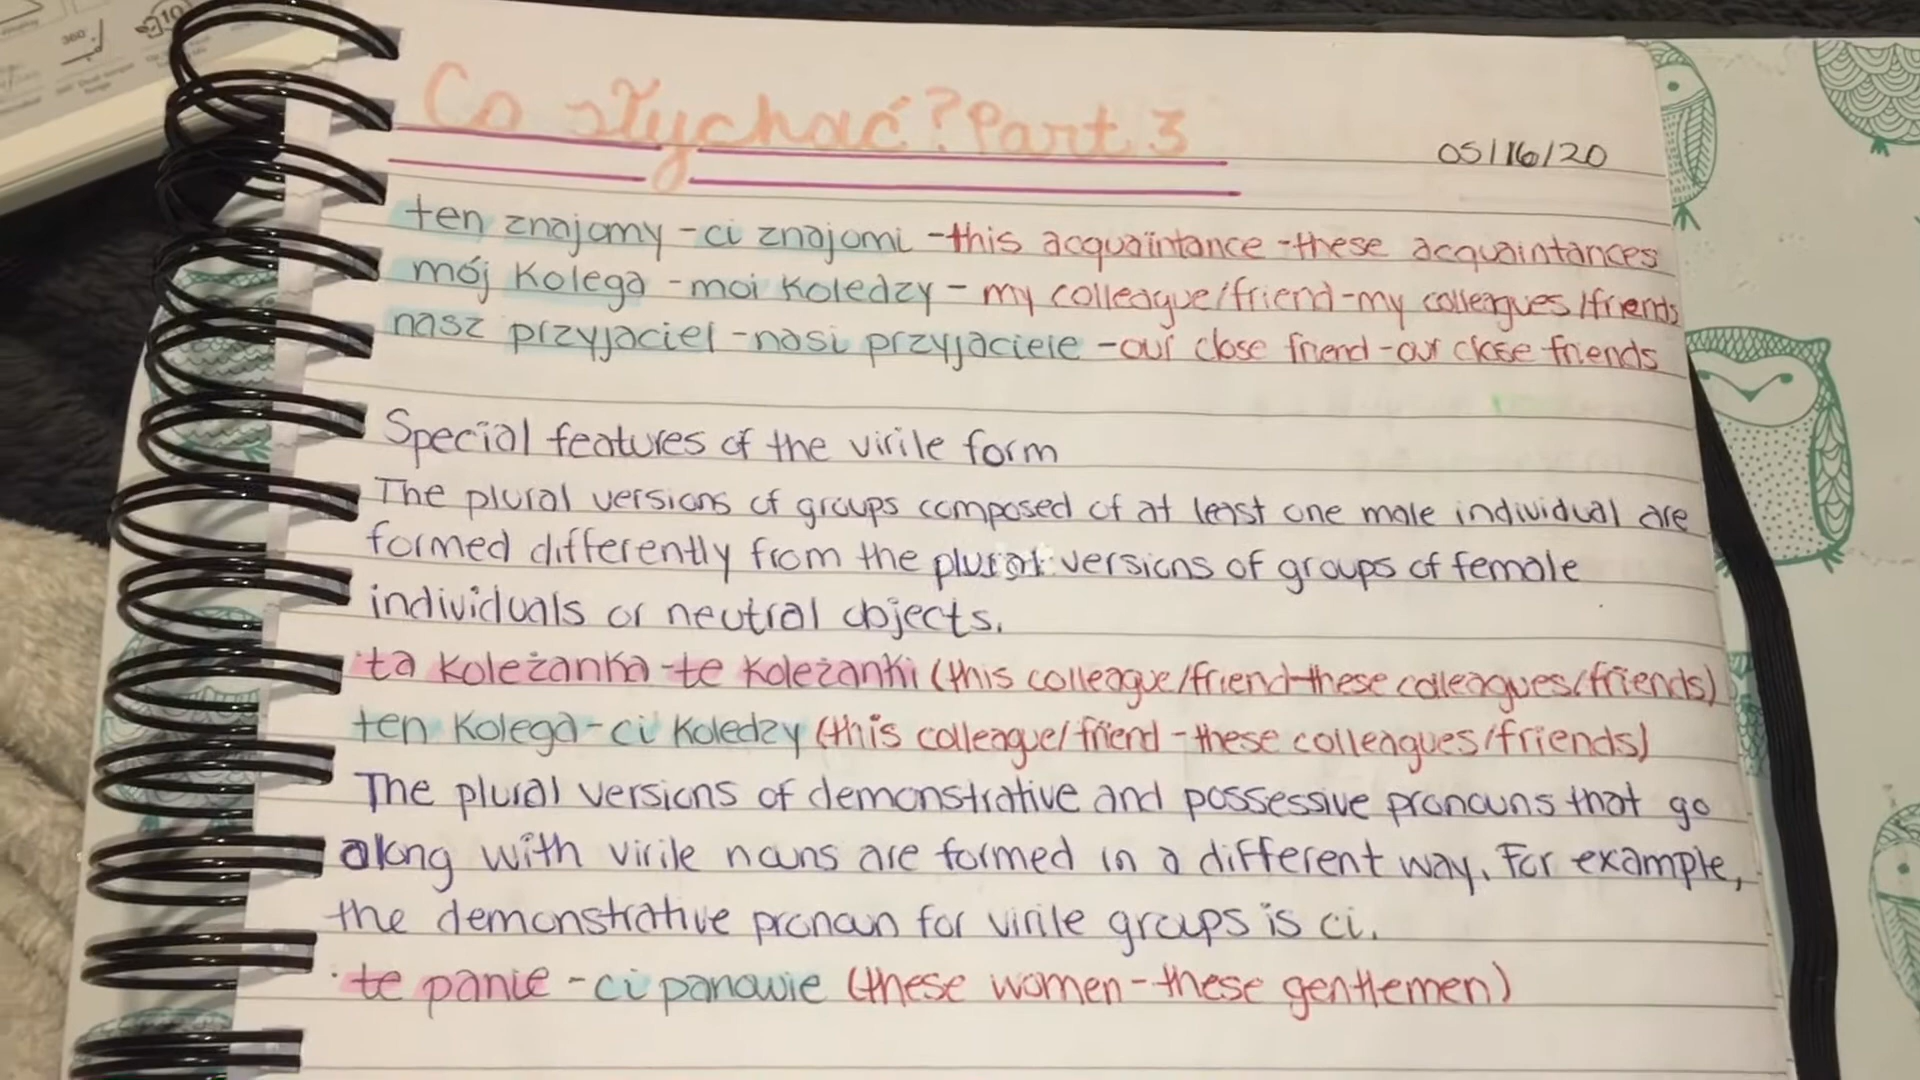 Co słychać? Part 3
05/16/20
ten znajomy - ci znajomi - this acquaintance - these acquaintances
mój kolega - moi koledzy - my colleague/friend - my colleagues/friends
nasz przyjaciel - nasi przyjaciele - our close friend - our close friends
Special features of the virile form
The plural versions of groups composed of at least one male individual are
formed differently from the plural versions of groups of female
individuals or neutral objects.
ta koleżanka - te koleżanki (this colleague/friend - these colleagues/friends)
ten kolega - ci koledzy (this colleague/friend - these colleagues/friends)
The plural versions of demonstrative and possessive pronouns that go
along with virile nouns are formed in a different way. For example,
the demonstrative pronoun for virile groups is ci.
te panie - ci panowie (these women - these gentlemen)